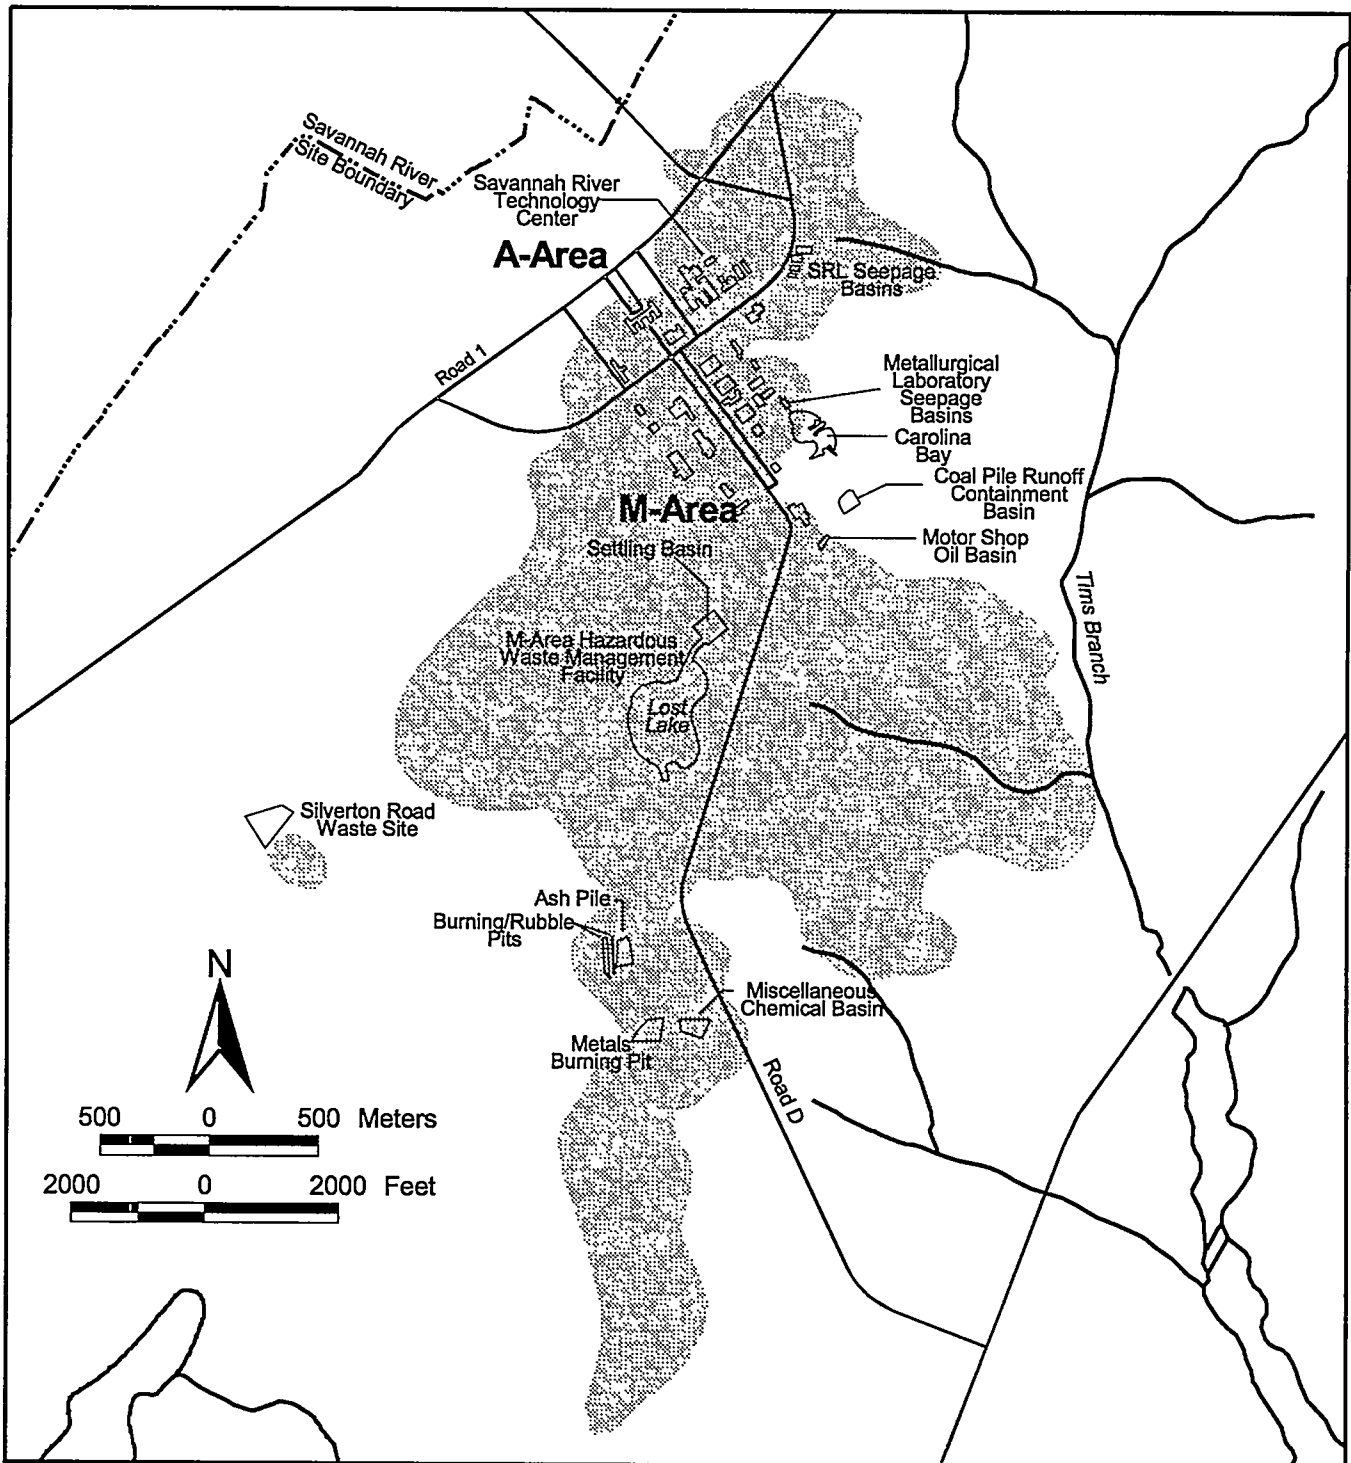 Savannah River
Site Boundary
Savannah River
Technology
Center
A-Area
SRL Seepage
Basins
Road 1
Metallurgical
Laboratory
Seepage
Basins
Carolina
Bay
Coal Pile Runoff
Containment
Basin
M-Area
Motor Shop
Oil Basin
Settling Basin
Tims Branch
M-Area Hazardous
Waste Management
Facility
Lost
Lake
Silverton Road
Waste Site
Ash Pile
Burning/Rubble
Pits
N
Miscellaneous
Chemical Basin
Metals
Burning Pit
Road D
500 0 500 Meters
2000 0 2000 Feet